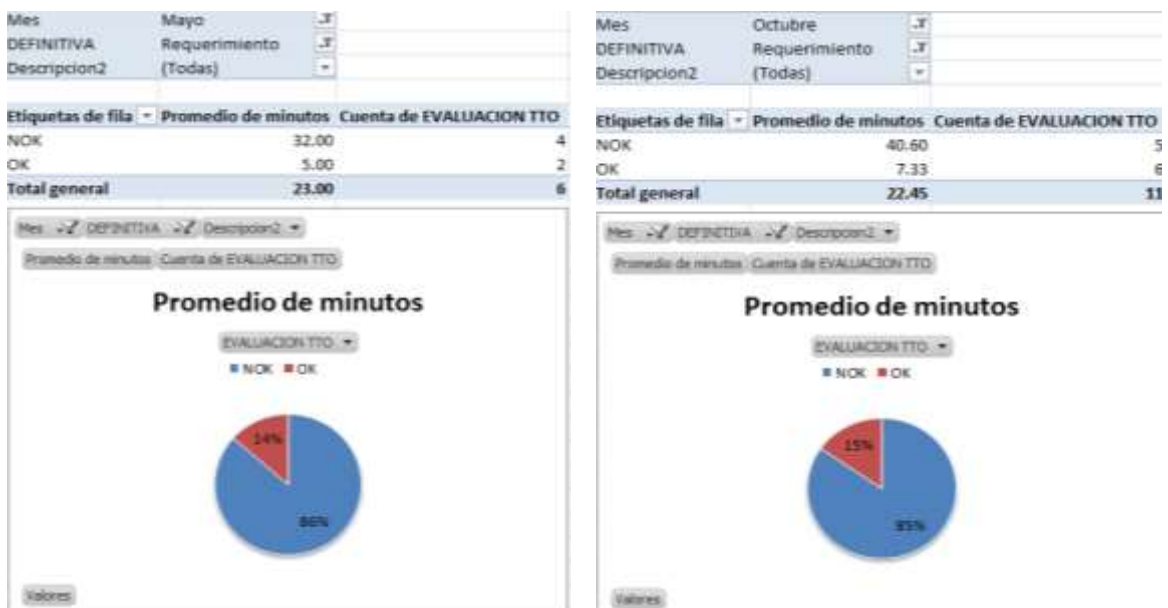 Mes Mayo
DEFINITIVA Requerimiento
Descripcion2 (Todas)
Etiquetas de fila Promedio de minutos Cuenta de EVALUACION TTO
NOK 32.00 4
OK 5.00 2
Total general 23.00 6
Mes DEFINITIVA Descripcion2
Promedio de minutos Cuenta de EVALUACION TTO
Promedio de minutos
EVALUACION TTO
NOK OK
14%
86%
Valores
Mes Octubre
DEFINITIVA Requerimiento
Descripcion2 (Todas)
Etiquetas de fila Promedio de minutos Cuenta de EVALUACION TTO
NOK 40.60 5
OK 7.33 6
Total general 22.45 11
Mes DEFINITIVA Descripcion2
Promedio de minutos Cuenta de EVALUACION TTO
Promedio de minutos
EVALUACION TTO
NOK OK
15%
85%
Valores